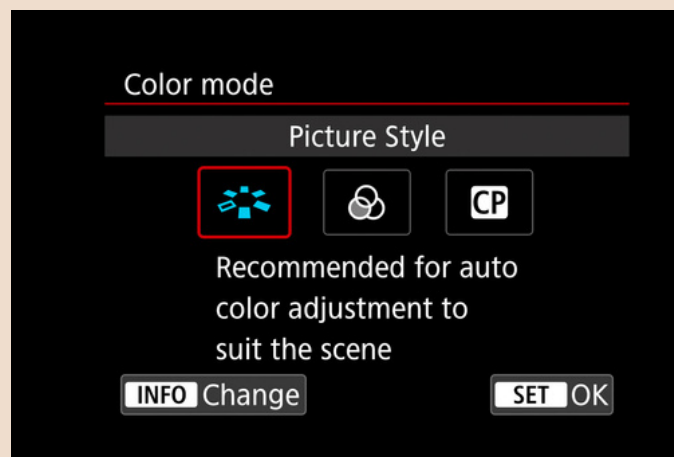 Color mode
Picture Style
CP
Recommended for auto
color adjustment to
suit the scene
INFO Change
SET OK